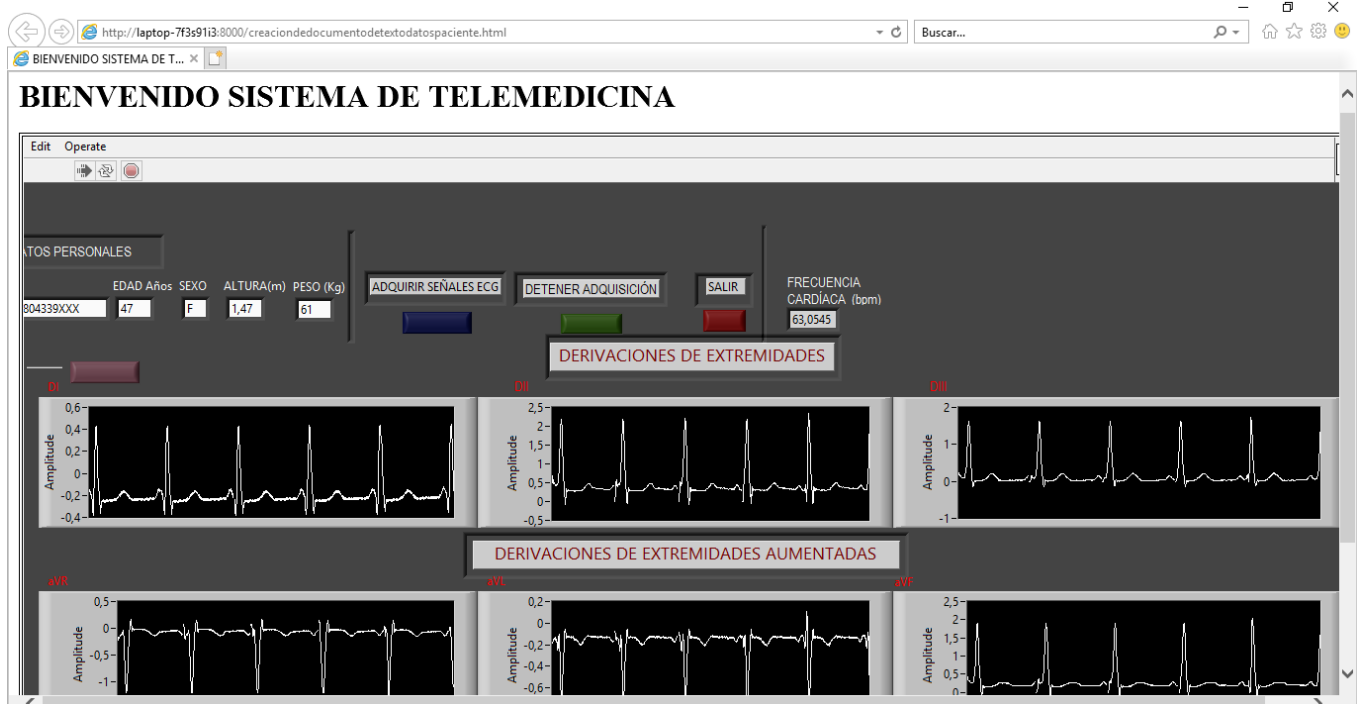 http://laptop-7f3s91i3:8000/creaciondedocumentodetextodatospaciente.html
Buscar...
BIENVENIDO SISTEMA DE T...
BIENVENIDO SISTEMA DE TELEMEDICINA
Edit Operate
TOS PERSONALES
EDAD Años SEXO ALTURA(m) PESO (Kg)
804339XXX 47 F 1,47 61
ADQUIRIR SEÑALES ECG DETENER ADQUISICIÓN SALIR
FRECUENCIA
CARDÍACA (bpm)
63,0545
DERIVACIONES DE EXTREMIDADES
DI DII DIII
Amplitude
0,6
0,4
0,2
0
-0,2
-0,4
Amplitude
2,5
2
1,5
1
0,5
0
-0,5
Amplitude
2
1
0
-1
DERIVACIONES DE EXTREMIDADES AUMENTADAS
aVR aVL aVF
Amplitude
0,5
0
-0,5
-1
Amplitude
0,2
0
-0,2
-0,4
-0,6
Amplitude
2,5
2
1,5
1
0,5
0